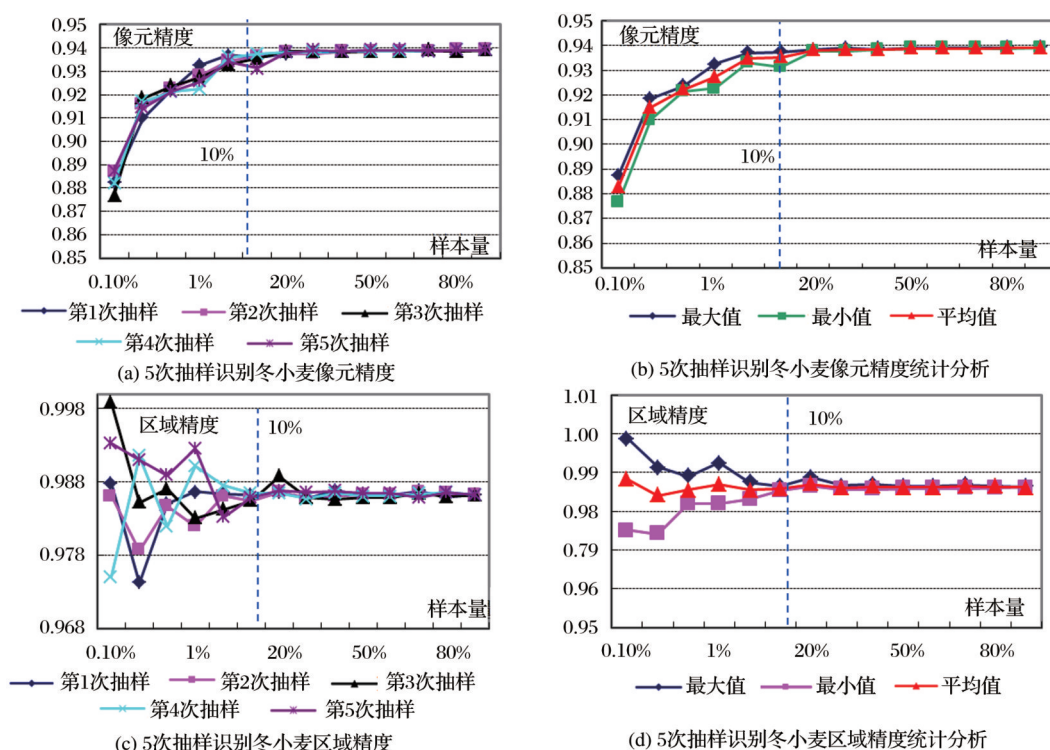 0.95
0.94
0.93
0.92
0.91
0.90
0.89
0.88
0.87
0.86
0.85
像元精度
10%
样本量
0.10% 1% 20% 50% 80%
第1次抽样 第2次抽样 第3次抽样
第4次抽样 第5次抽样
(a) 5次抽样识别冬小麦像元精度
0.95
0.94
0.93
0.92
0.91
0.90
0.89
0.88
0.87
0.86
0.85
像元精度
10%
样本量
0.10% 1% 20% 50% 80%
最大值 最小值 平均值
(b) 5次抽样识别冬小麦像元精度统计分析
0.998
0.988
0.978
0.968
区域精度
10%
样本量
0.10% 1% 20% 50% 80%
第1次抽样 第2次抽样 第3次抽样
第4次抽样 第5次抽样
(c) 5次抽样识别冬小麦区域精度
1.01
1.00
0.99
0.98
0.79
0.96
0.95
区域精度
10%
样本量
0.10% 1% 20% 50% 80%
最大值 最小值 平均值
(d) 5次抽样识别冬小麦区域精度统计分析